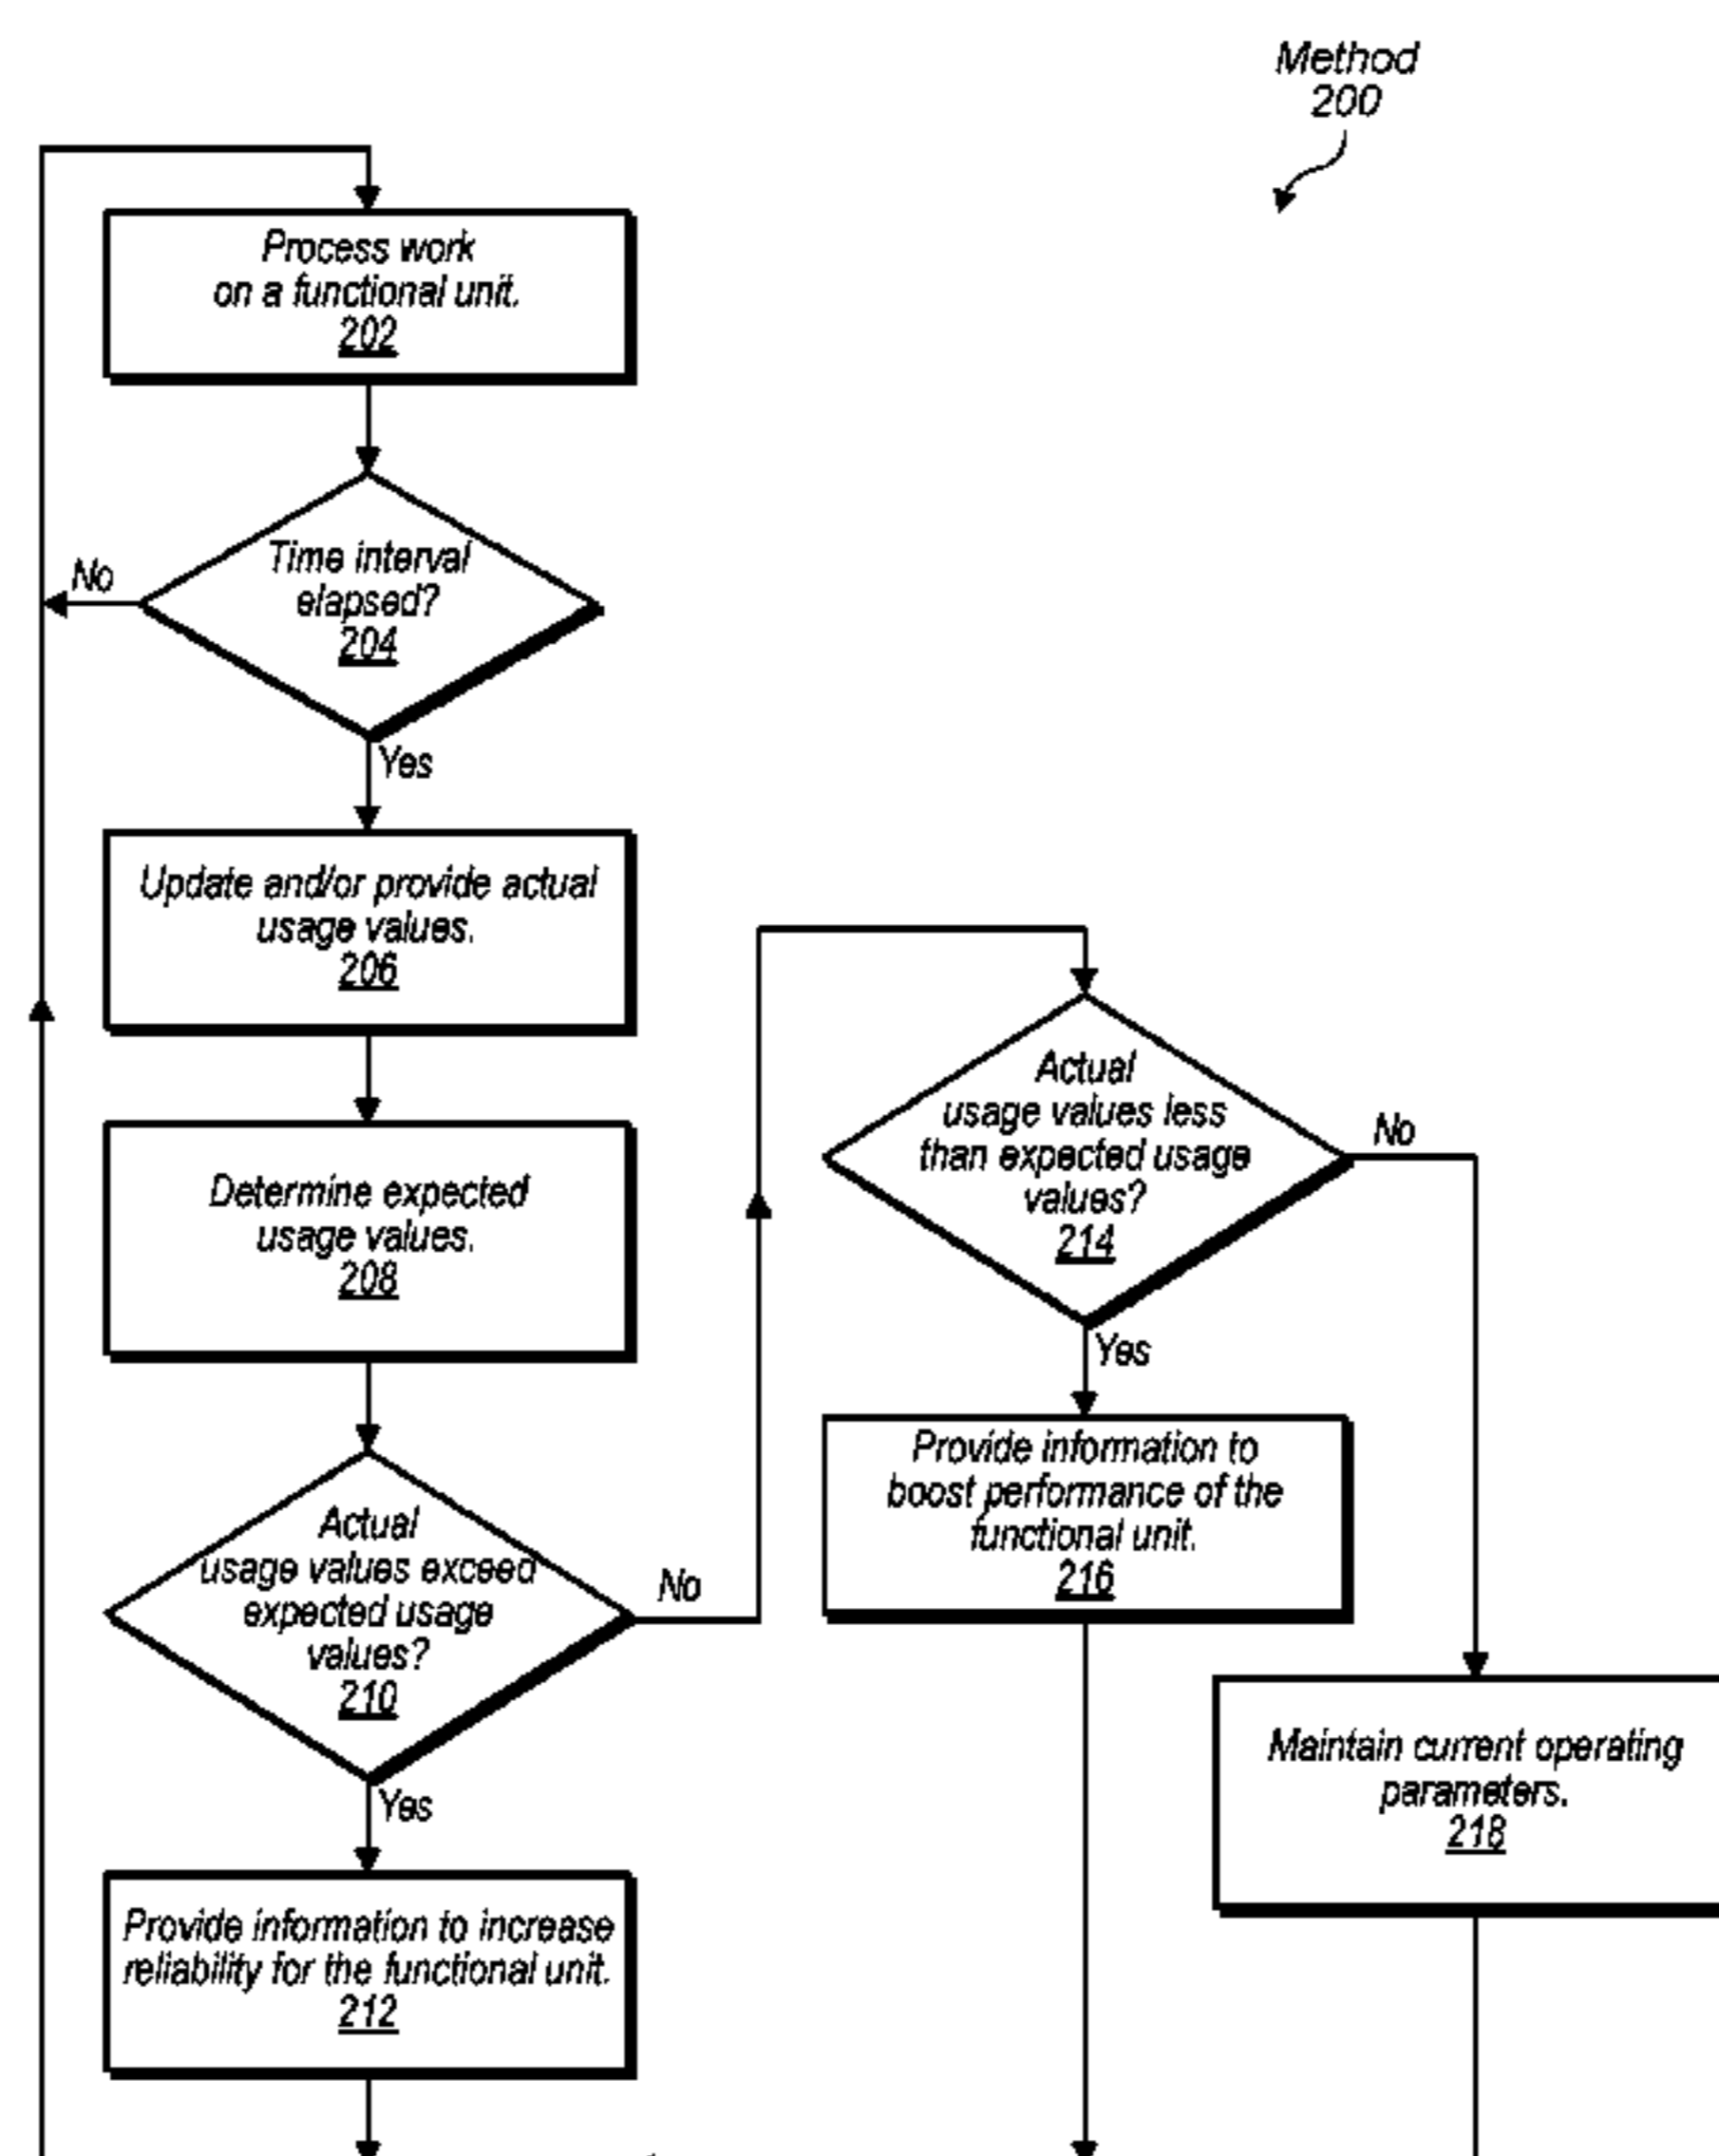 Method
200
Process work
on a functional unit.
202
Time interval
elapsed?
204
No
Yes
Update and/or provide actual
usage values.
206
Determine expected
usage values.
208
Actual
usage values exceed
expected usage
values?
210
No
Yes
Provide information to increase
reliability for the functional unit.
212
Actual
usage values less
than expected usage
values?
214
No
Yes
Provide information to
boost performance of the
functional unit.
216
Maintain current operating
parameters.
218